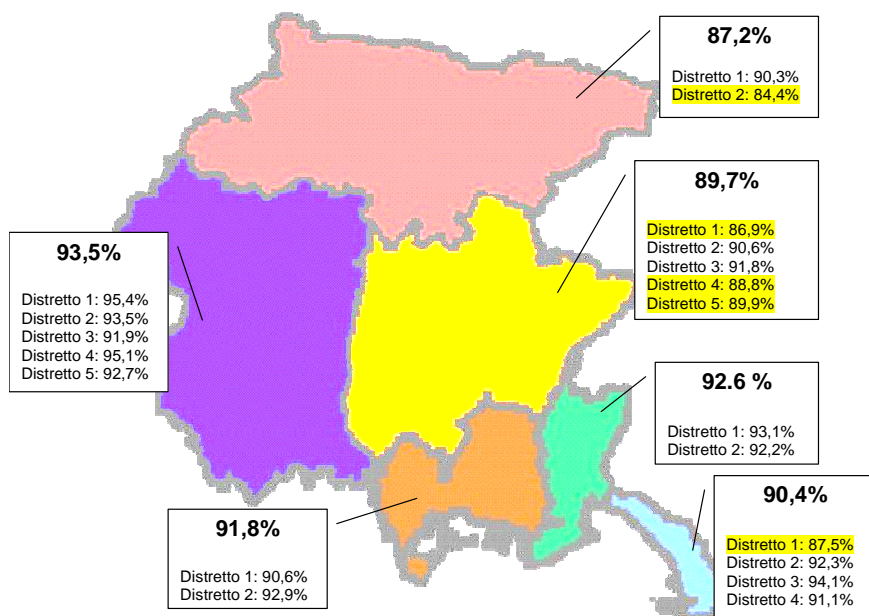 87,2%
Distretto 1: 90,3%
Distretto 2: 84,4%
89,7%
Distretto 1: 86,9%
Distretto 2: 90,6%
Distretto 3: 91,8%
Distretto 4: 88,8%
Distretto 5: 89,9%
93,5%
Distretto 1: 95,4%
Distretto 2: 93,5%
Distretto 3: 91,9%
Distretto 4: 95,1%
Distretto 5: 92,7%
92.6 %
Distretto 1: 93,1%
Distretto 2: 92,2%
90,4%
Distretto 1: 87,5%
Distretto 2: 92,3%
Distretto 3: 94,1%
Distretto 4: 91,1%
91,8%
Distretto 1: 90,6%
Distretto 2: 92,9%